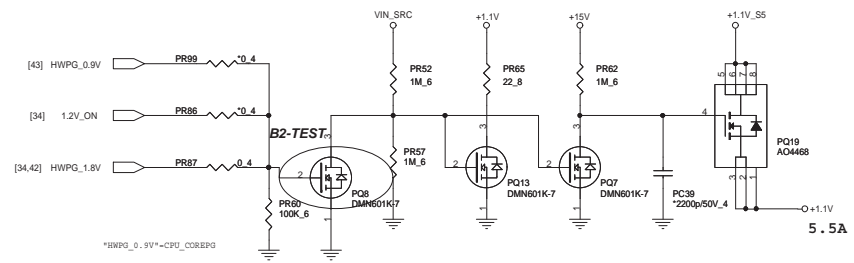 VIN_SRC
+1.1V
+15V
+1.1V_S5
[43] HWPG_0.9V
PR99
*0_4
PR52
1M_6
PR65
22_8
PR62
1M_6
5 6 7 8
[34] 1.2V_ON
PR86
*0_4
B2-TEST
3
3
3
4
PQ19
AO4468
[34,42] HWPG_1.8V
PR87
0_4
2
PQ8
DMN601K-7
PR57
1M_6
2
PQ13
DMN601K-7
2
PQ7
DMN601K-7
PC39
*2200p/50V_4
3 2 1
PR60
100K_6
1
1
1
+1.1V
5.5A
"HWPG_0.9V"=CPU_COREPG